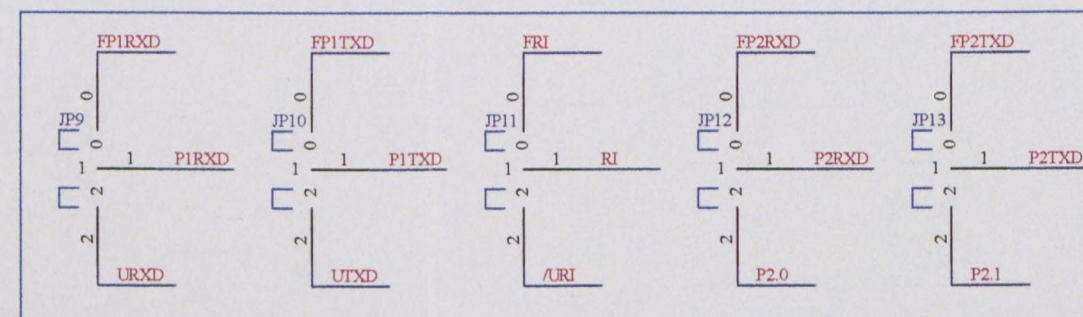 FP1RXD FP1TXD FRI FP2RXD FP2TXD
0 0 0 0 0
JP9 JP10 JP11 JP12 JP13
0 0 0 0 0
1 1 P1RXD 1 1 P1TXD 1 1 RI 1 1 P2RXD 1 1 P2TXD
2 2 2 2 2
2 2 2 2 2
URXD UTXD /URI P2.0 P2.1